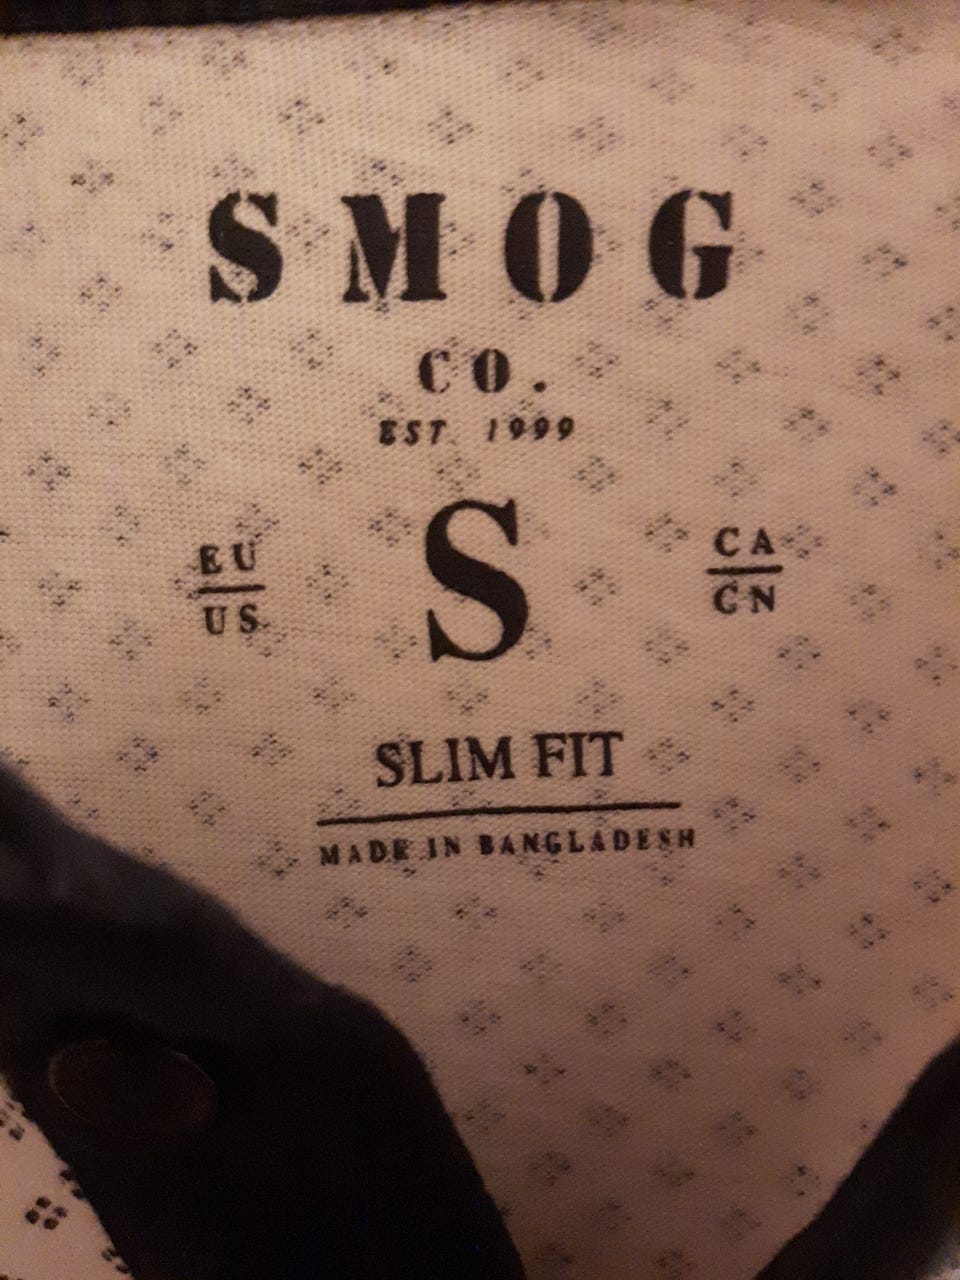 SMOG
CO.
EST 1999
EU
US
S
CA
CN
SLIM FIT
MADE IN BANGLADESH